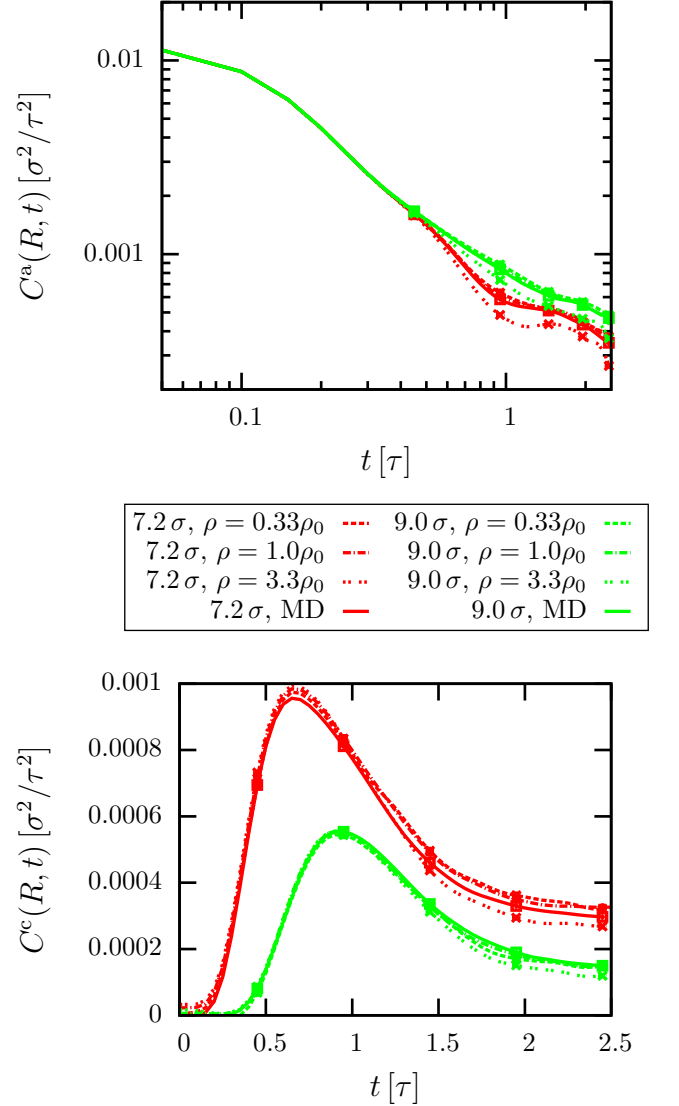 0.01
0.001
C^a(R, t) [σ²/τ²]
0.1 1
t [τ]
7.2 σ, ρ = 0.33ρ₀ 9.0 σ, ρ = 0.33ρ₀
7.2 σ, ρ = 1.0ρ₀ 9.0 σ, ρ = 1.0ρ₀
7.2 σ, ρ = 3.3ρ₀ 9.0 σ, ρ = 3.3ρ₀
7.2 σ, MD 9.0 σ, MD
0.001
0.0008
0.0006
0.0004
0.0002
0
C^c(R, t) [σ²/τ²]
0 0.5 1 1.5 2 2.5
t [τ]